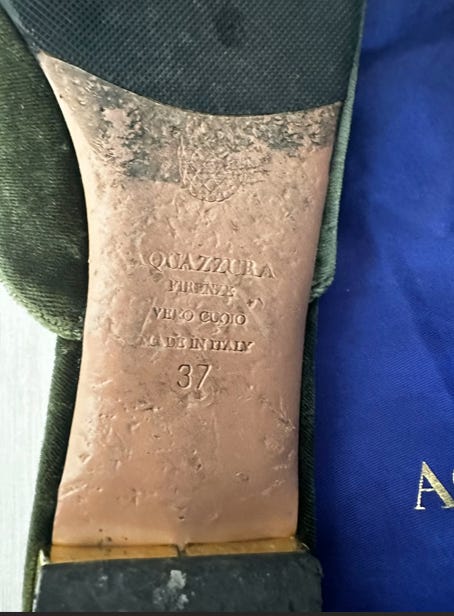 AQUAZZURA
FIRENZE
VERO CUOIO
MADE IN ITALY
37
A